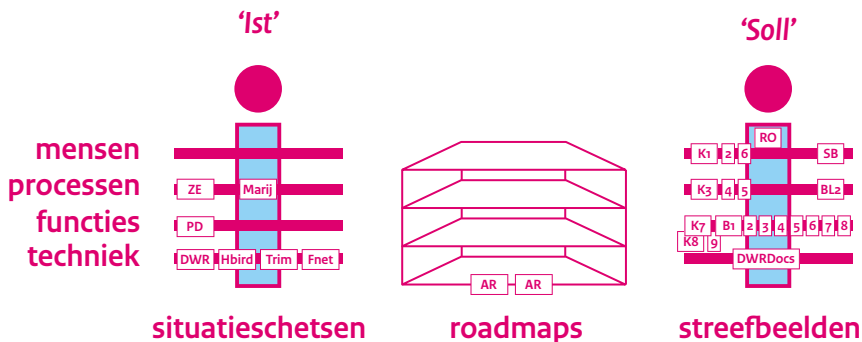 ‘Ist’
‘Soll’
RO
mensen
K1 2 6 SB
processen ZE Marij
K3 4 5 BL2
functies PD
K7 B1 2 3 4 5 6 7 8
K8 9
techniek DWR Hbird Trim Fnet
DWRDocs
AR AR
situatieschetsen roadmaps streefbeelden